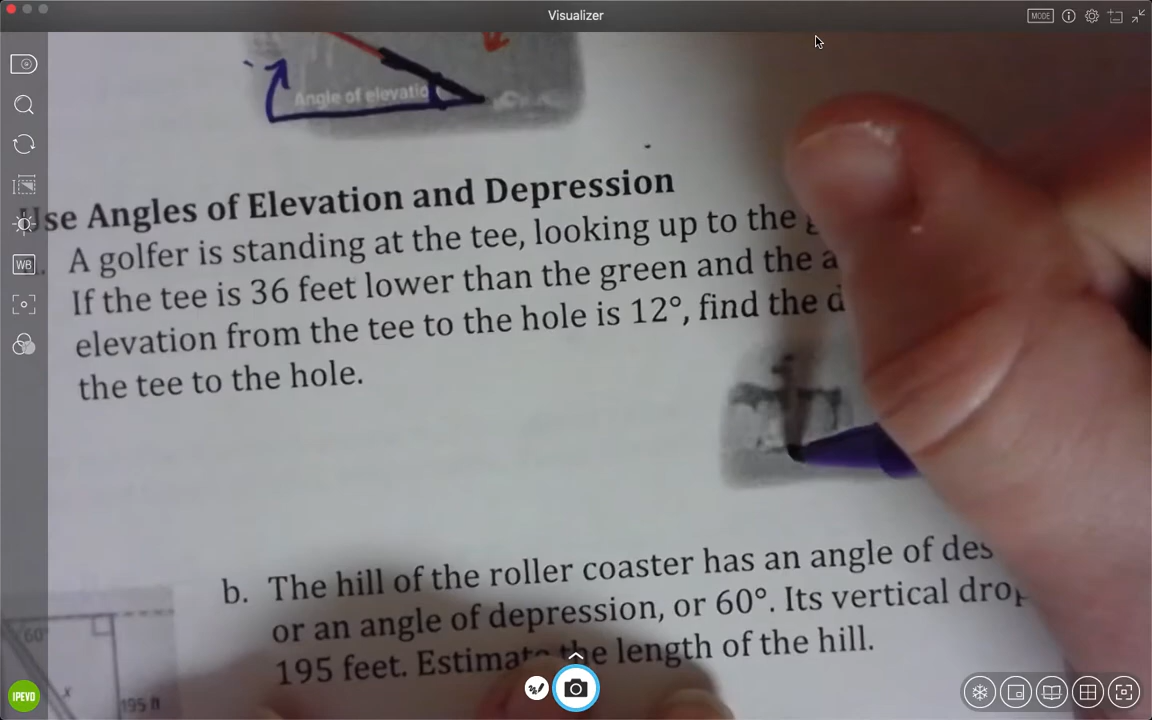 Visualizer
MODE
Angle of elevatio
Use Angles of Elevation and Depression
A golfer is standing at the tee, looking up to the
If the tee is 36 feet lower than the green and the a
elevation from the tee to the hole is 12°, find the d
the tee to the hole.
WB
b. The hill of the roller coaster has an angle of des
or an angle of depression, or 60°. Its vertical drop
195 feet. Estimate the length of the hill.
60°
x
195 ft
IPEVO